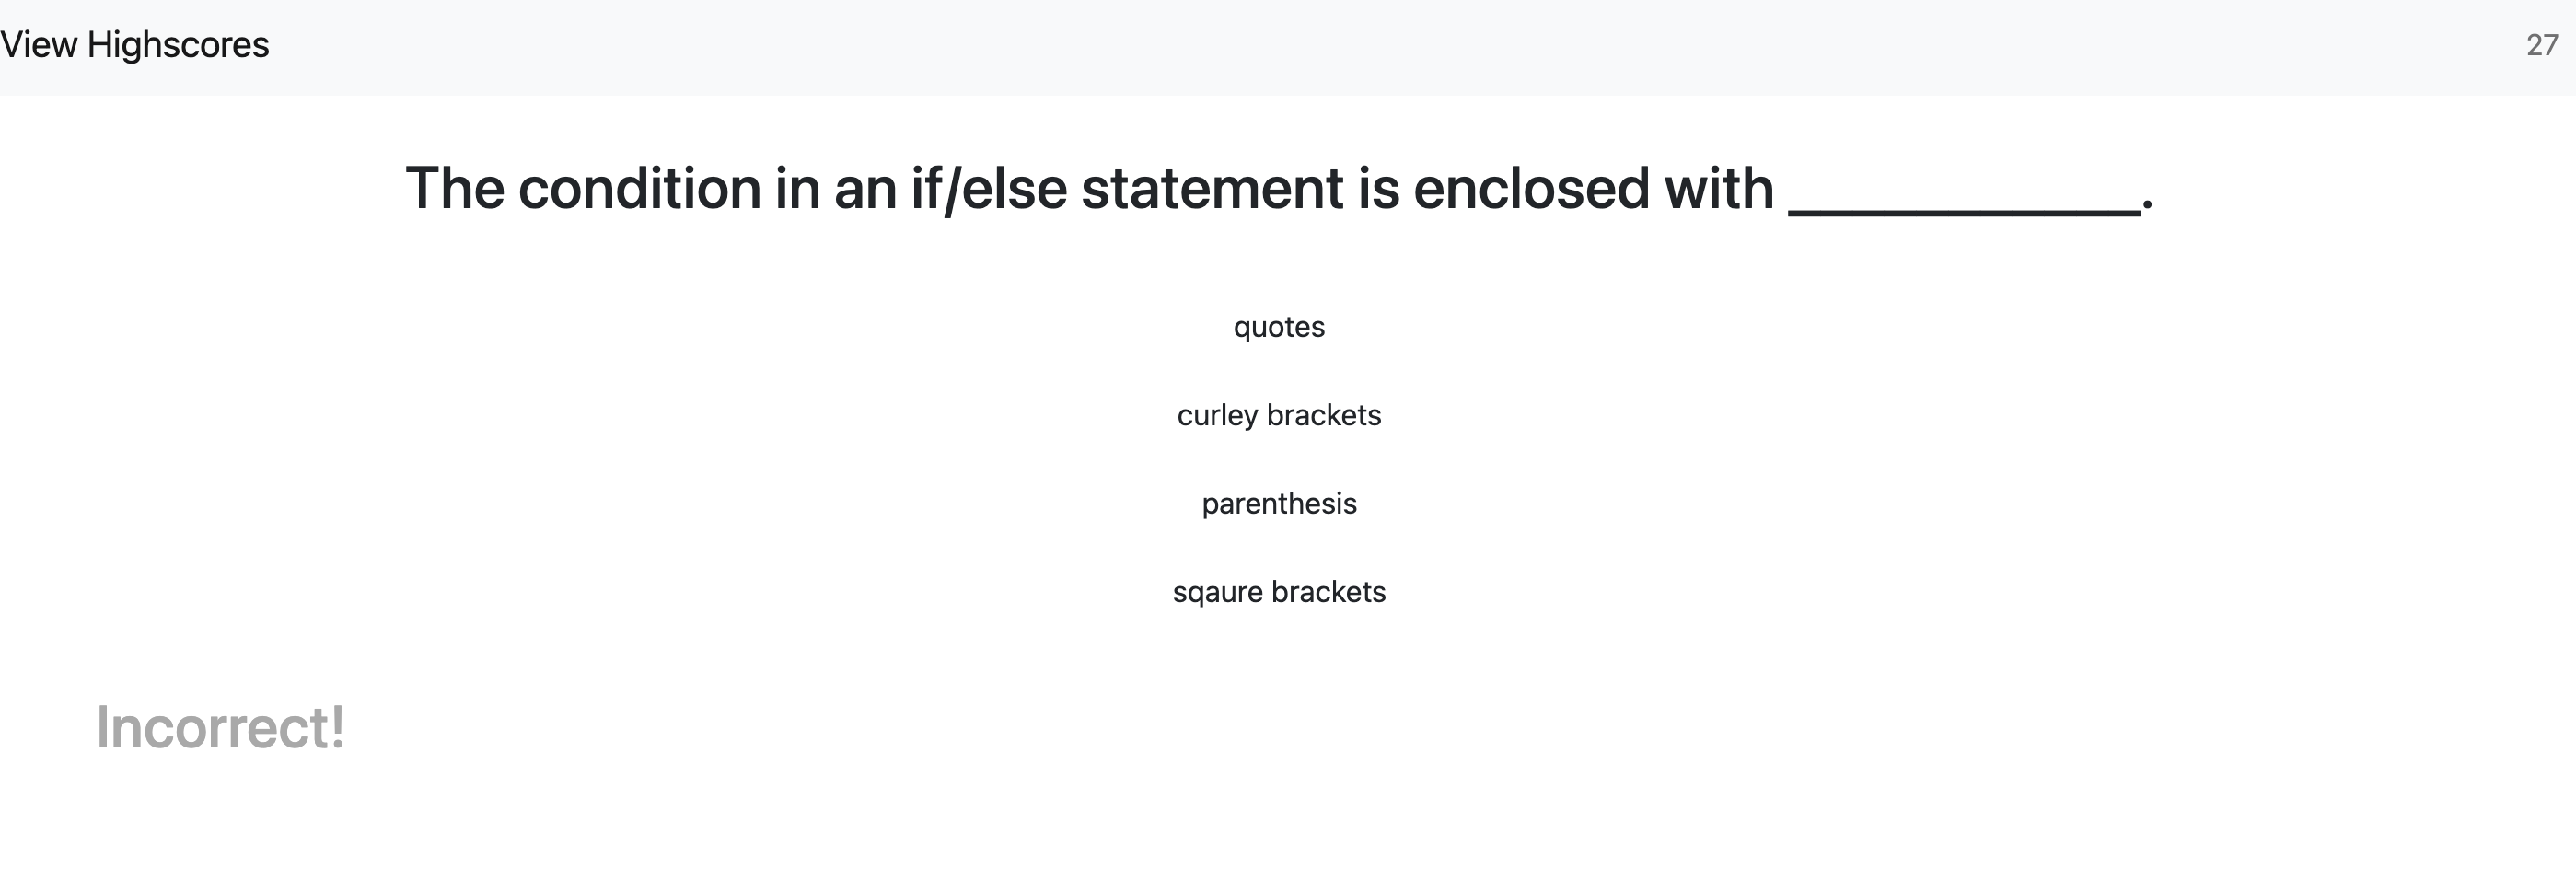 View Highscores
27
The condition in an if/else statement is enclosed with ____________.
quotes
curley brackets
parenthesis
sqaure brackets
Incorrect!